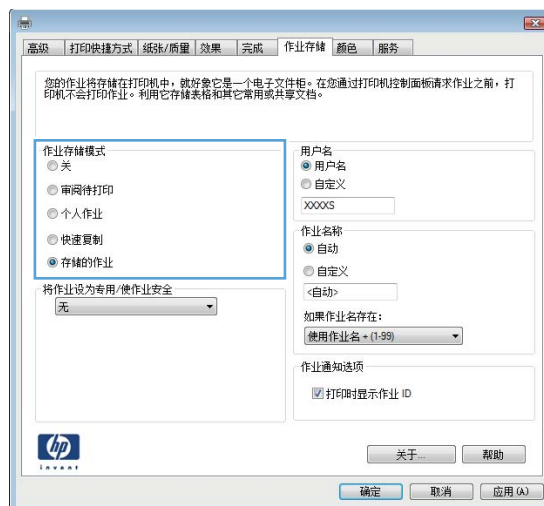 高级 打印快捷方式 纸张/质量 效果 完成 作业存储 颜色 服务
您的作业将存储在打印机中，就好象它是一个电子文件柜。在您通过打印机控制面板请求作业之前，打
印机不会打印作业。利用它存储表格和其它常用或共享文档。
作业存储模式
关
审阅待打印
个人作业
快速复制
存储的作业
将作业设为专用/使作业安全
无
用户名
用户名
自定义
XXXXS
作业名称
自动
自定义
<自动>
如果作业名存在:
使用作业名 + (1-99)
作业通知选项
打印时显示作业 ID
hp
invent
关于... 帮助
确定 取消 应用 (A)